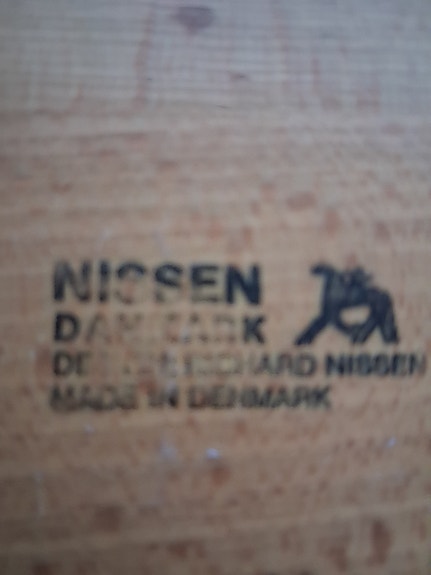 NISSEN
DANMARK
RICHARD NISSEN
MADE IN DENMARK